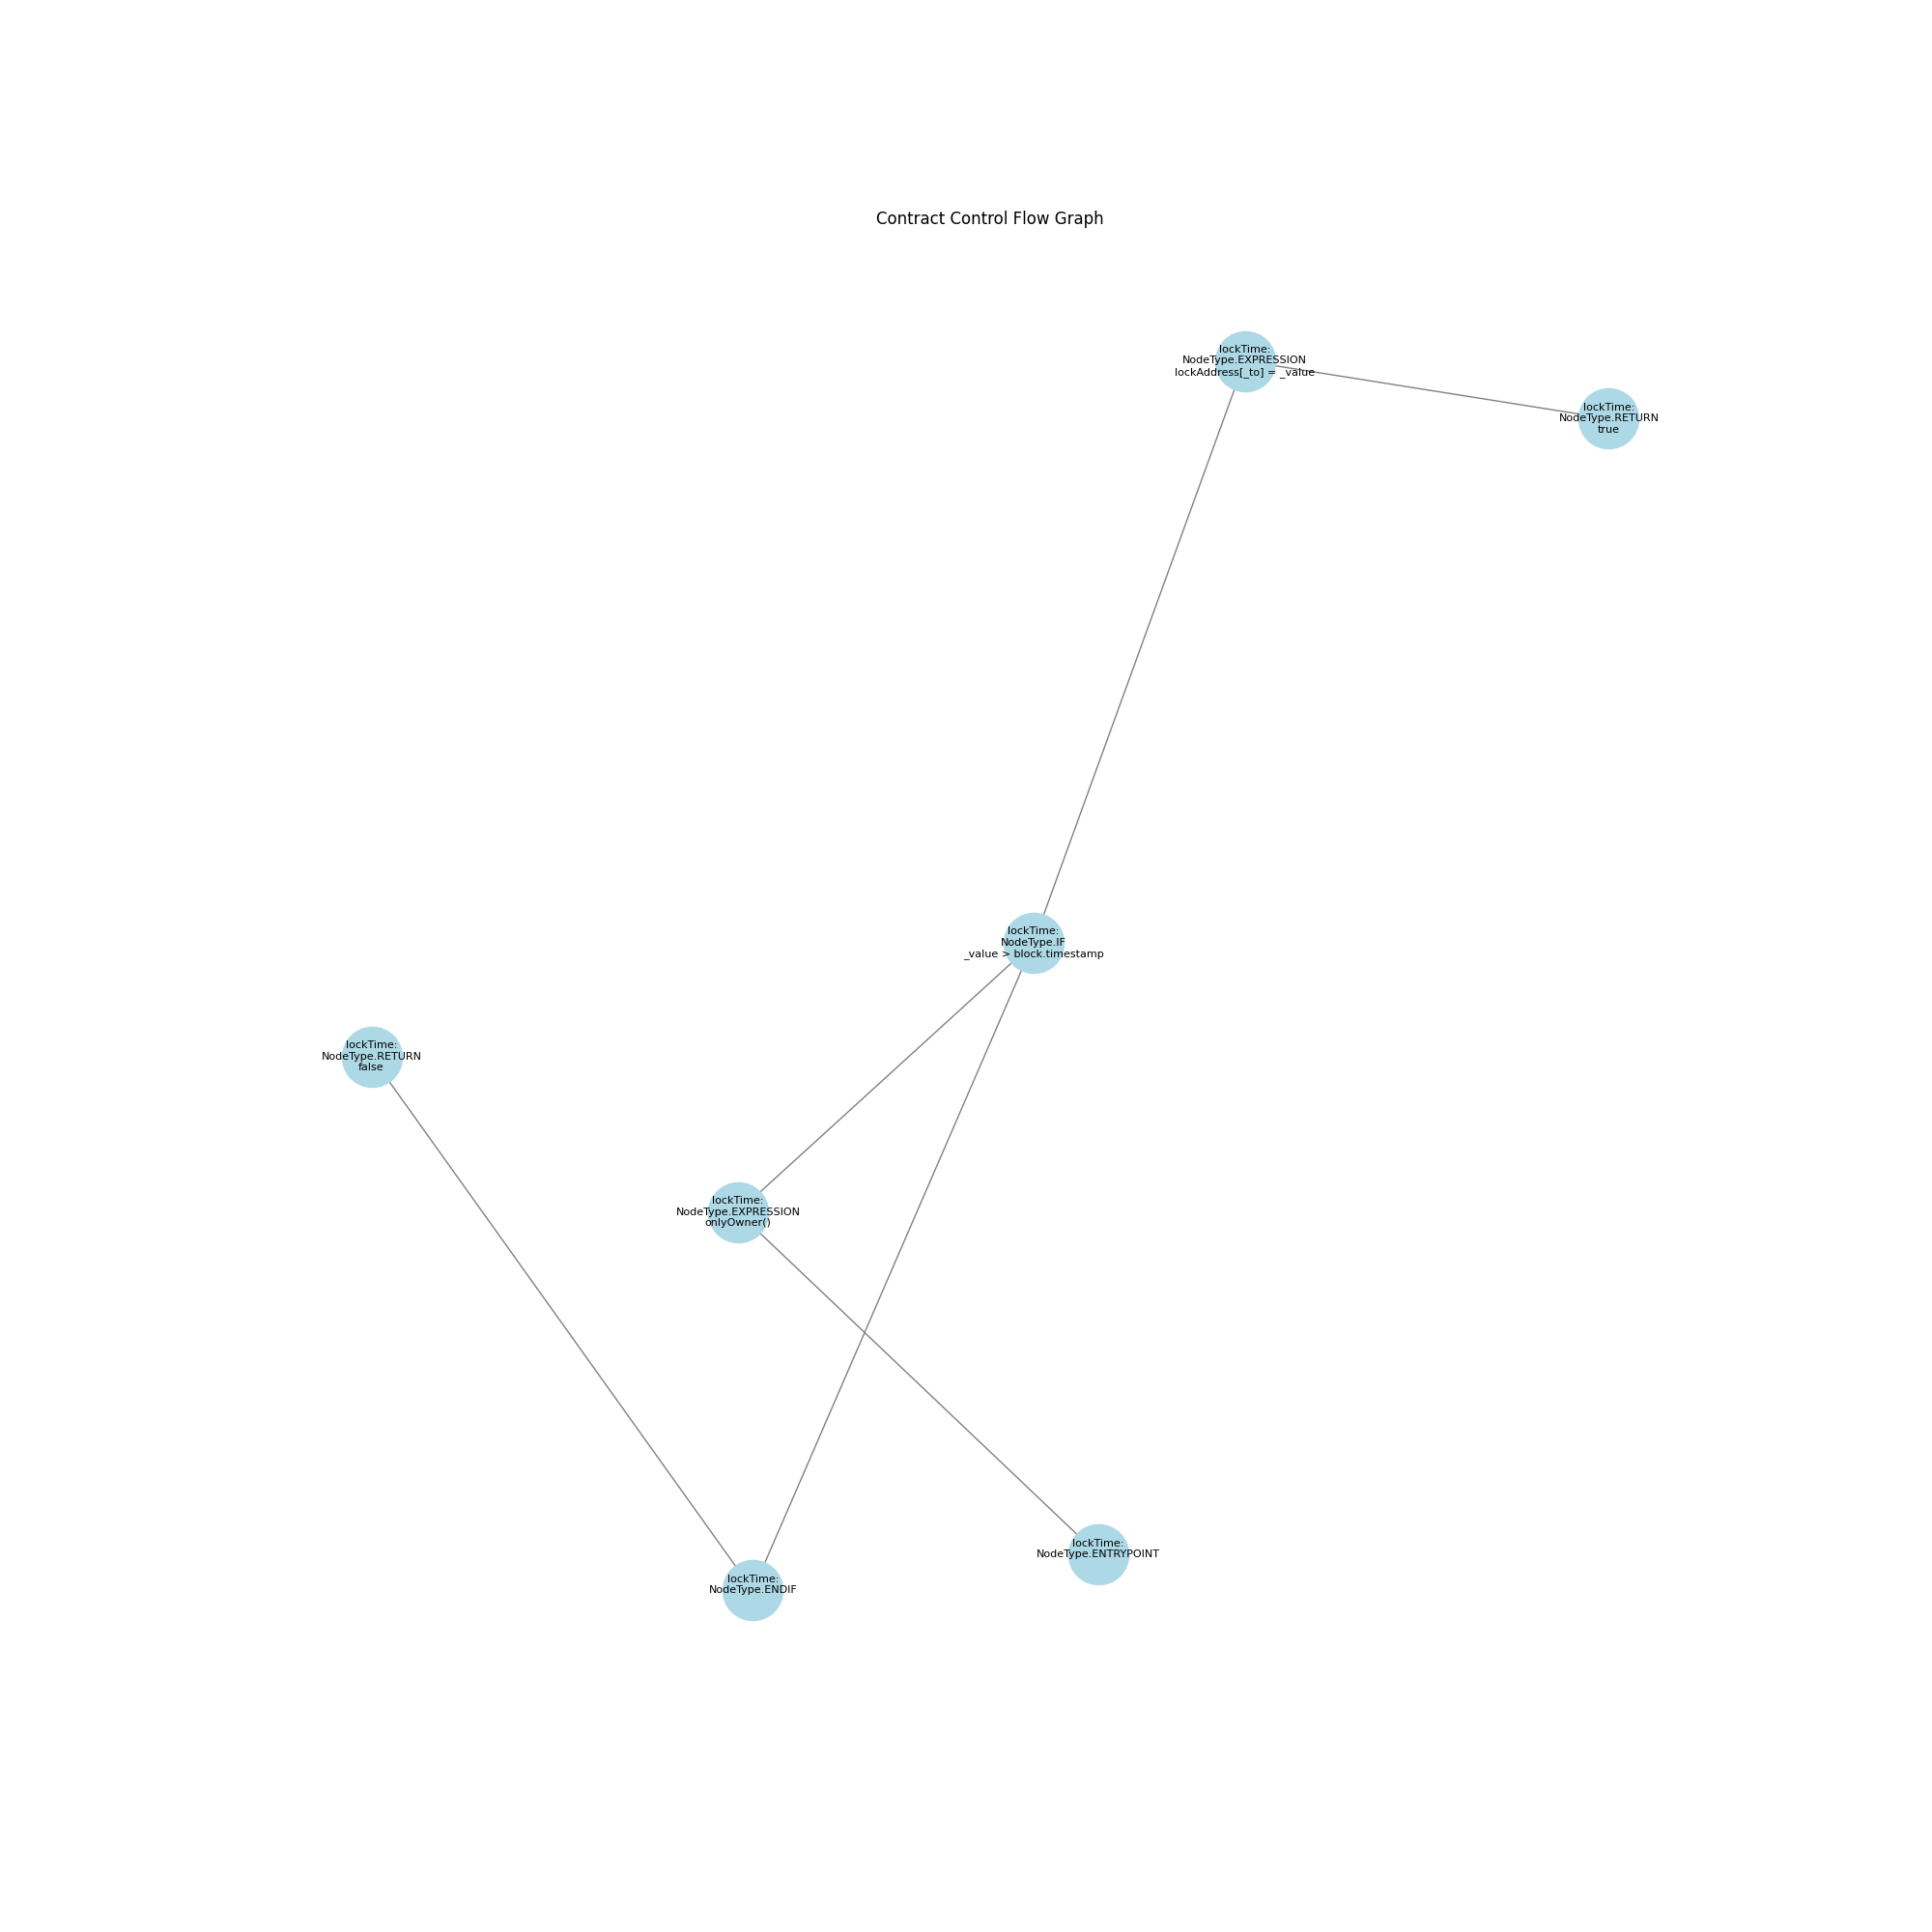 Contract Control Flow Graph
lockTime:
NodeType.EXPRESSION
lockAddress[_to] = _value
lockTime:
NodeType.RETURN
true
lockTime:
NodeType.IF
_value > block.timestamp
lockTime:
NodeType.RETURN
false
lockTime:
NodeType.EXPRESSION
onlyOwner()
lockTime:
NodeType.ENTRYPOINT
lockTime:
NodeType.ENDIF